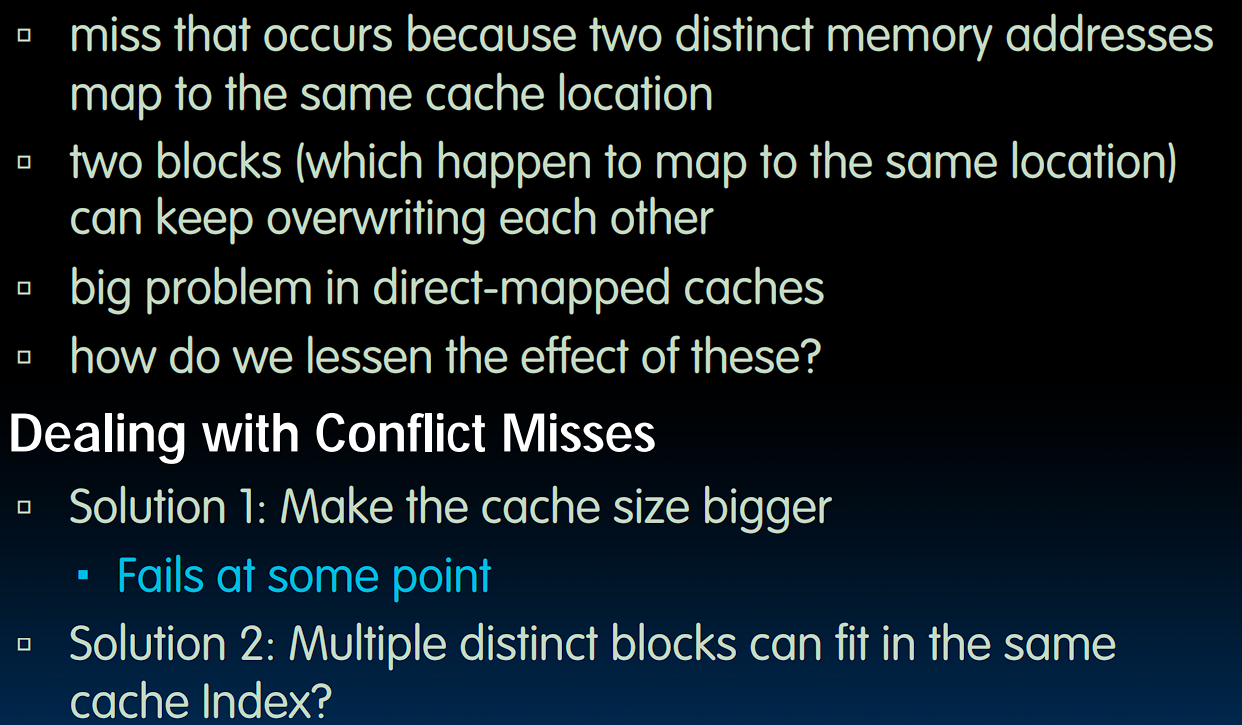 miss that occurs because two distinct memory addresses
map to the same cache location
two blocks (which happen to map to the same location)
can keep overwriting each other
big problem in direct-mapped caches
how do we lessen the effect of these?
Dealing with Conflict Misses
Solution 1: Make the cache size bigger
Fails at some point
Solution 2: Multiple distinct blocks can fit in the same
cache Index?